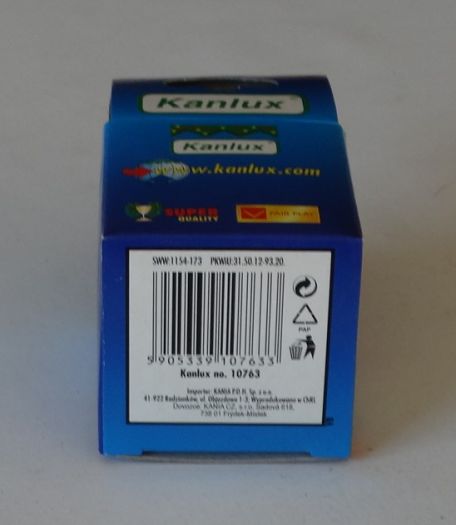 Kanlux
Kanlux
www.kanlux.com
SUPER
QUALITY
FAIR PLAY
SWW:1154-173 PKWiU:31.50.12-93.20.
5 905339 107633
PAP
Kanlux no. 10763
Importer: KANIA P.D.H. Sp. z o.o.
41-922 Radzionków, ul. Objazdowa 1-3, Wyprodukowano w ChRL
Dovozce: KANIA CZ, s.r.o. Sadová 618,
738 01 Frýdek-Místek